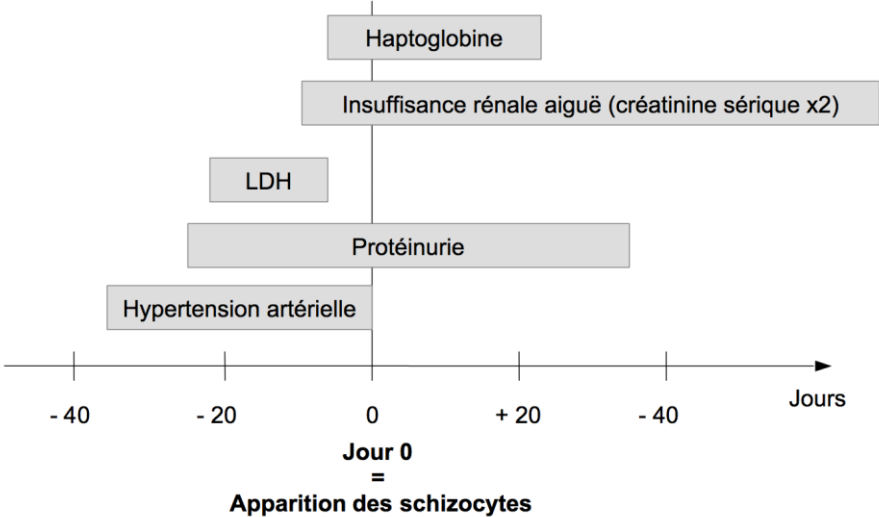 Haptoglobine
Insuffisance rénale aiguë (créatinine sérique x2)
LDH
Protéinurie
Hypertension artérielle
- 40
- 20
0
+ 20
- 40
Jours
Jour 0
=
Apparition des schizocytes